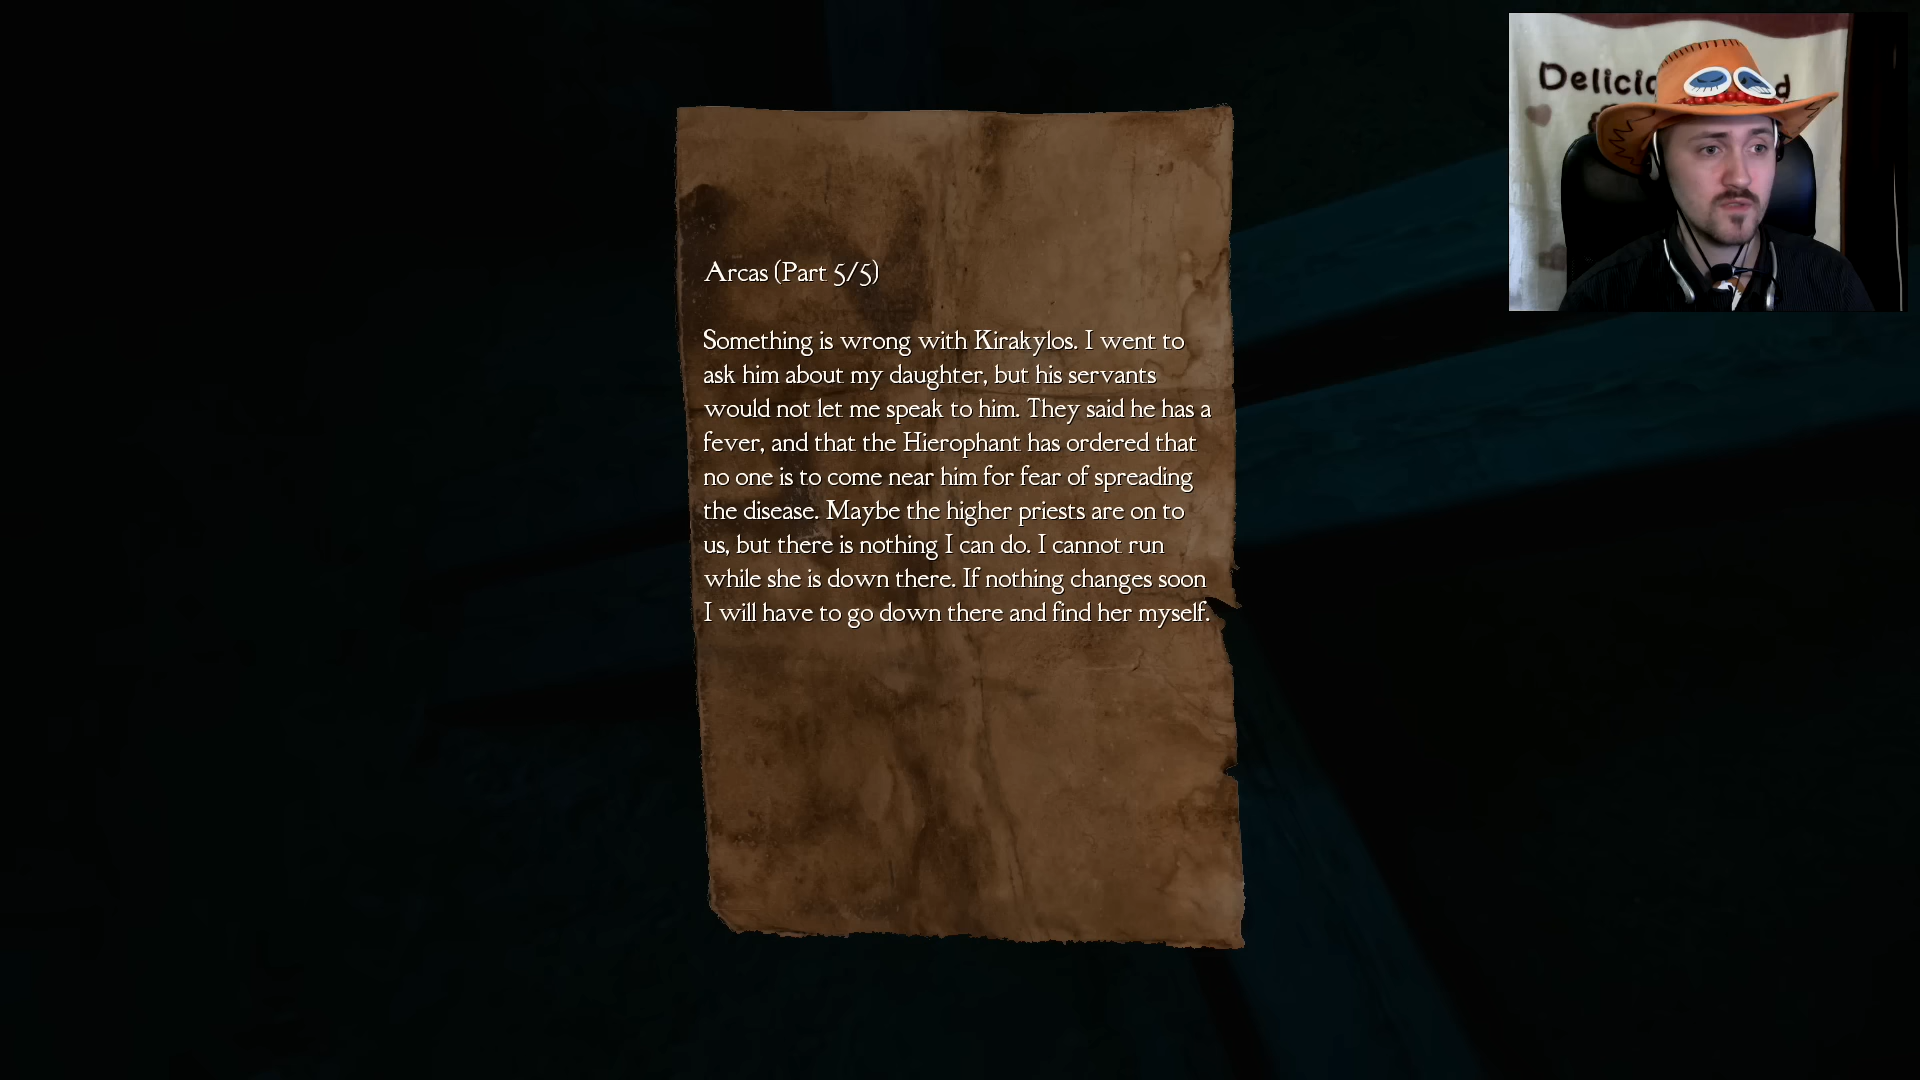 Arcas (Part 5/5)
Something is wrong with Kirakylos. I went to
ask him about my daughter, but his servants
would not let me speak to him. They said he has a
fever, and that the Hierophant has ordered that
no one is to come near him for fear of spreading
the disease. Maybe the higher priests are on to
us, but there is nothing I can do. I cannot run
while she is down there. If nothing changes soon
I will have to go down there and find her myself.